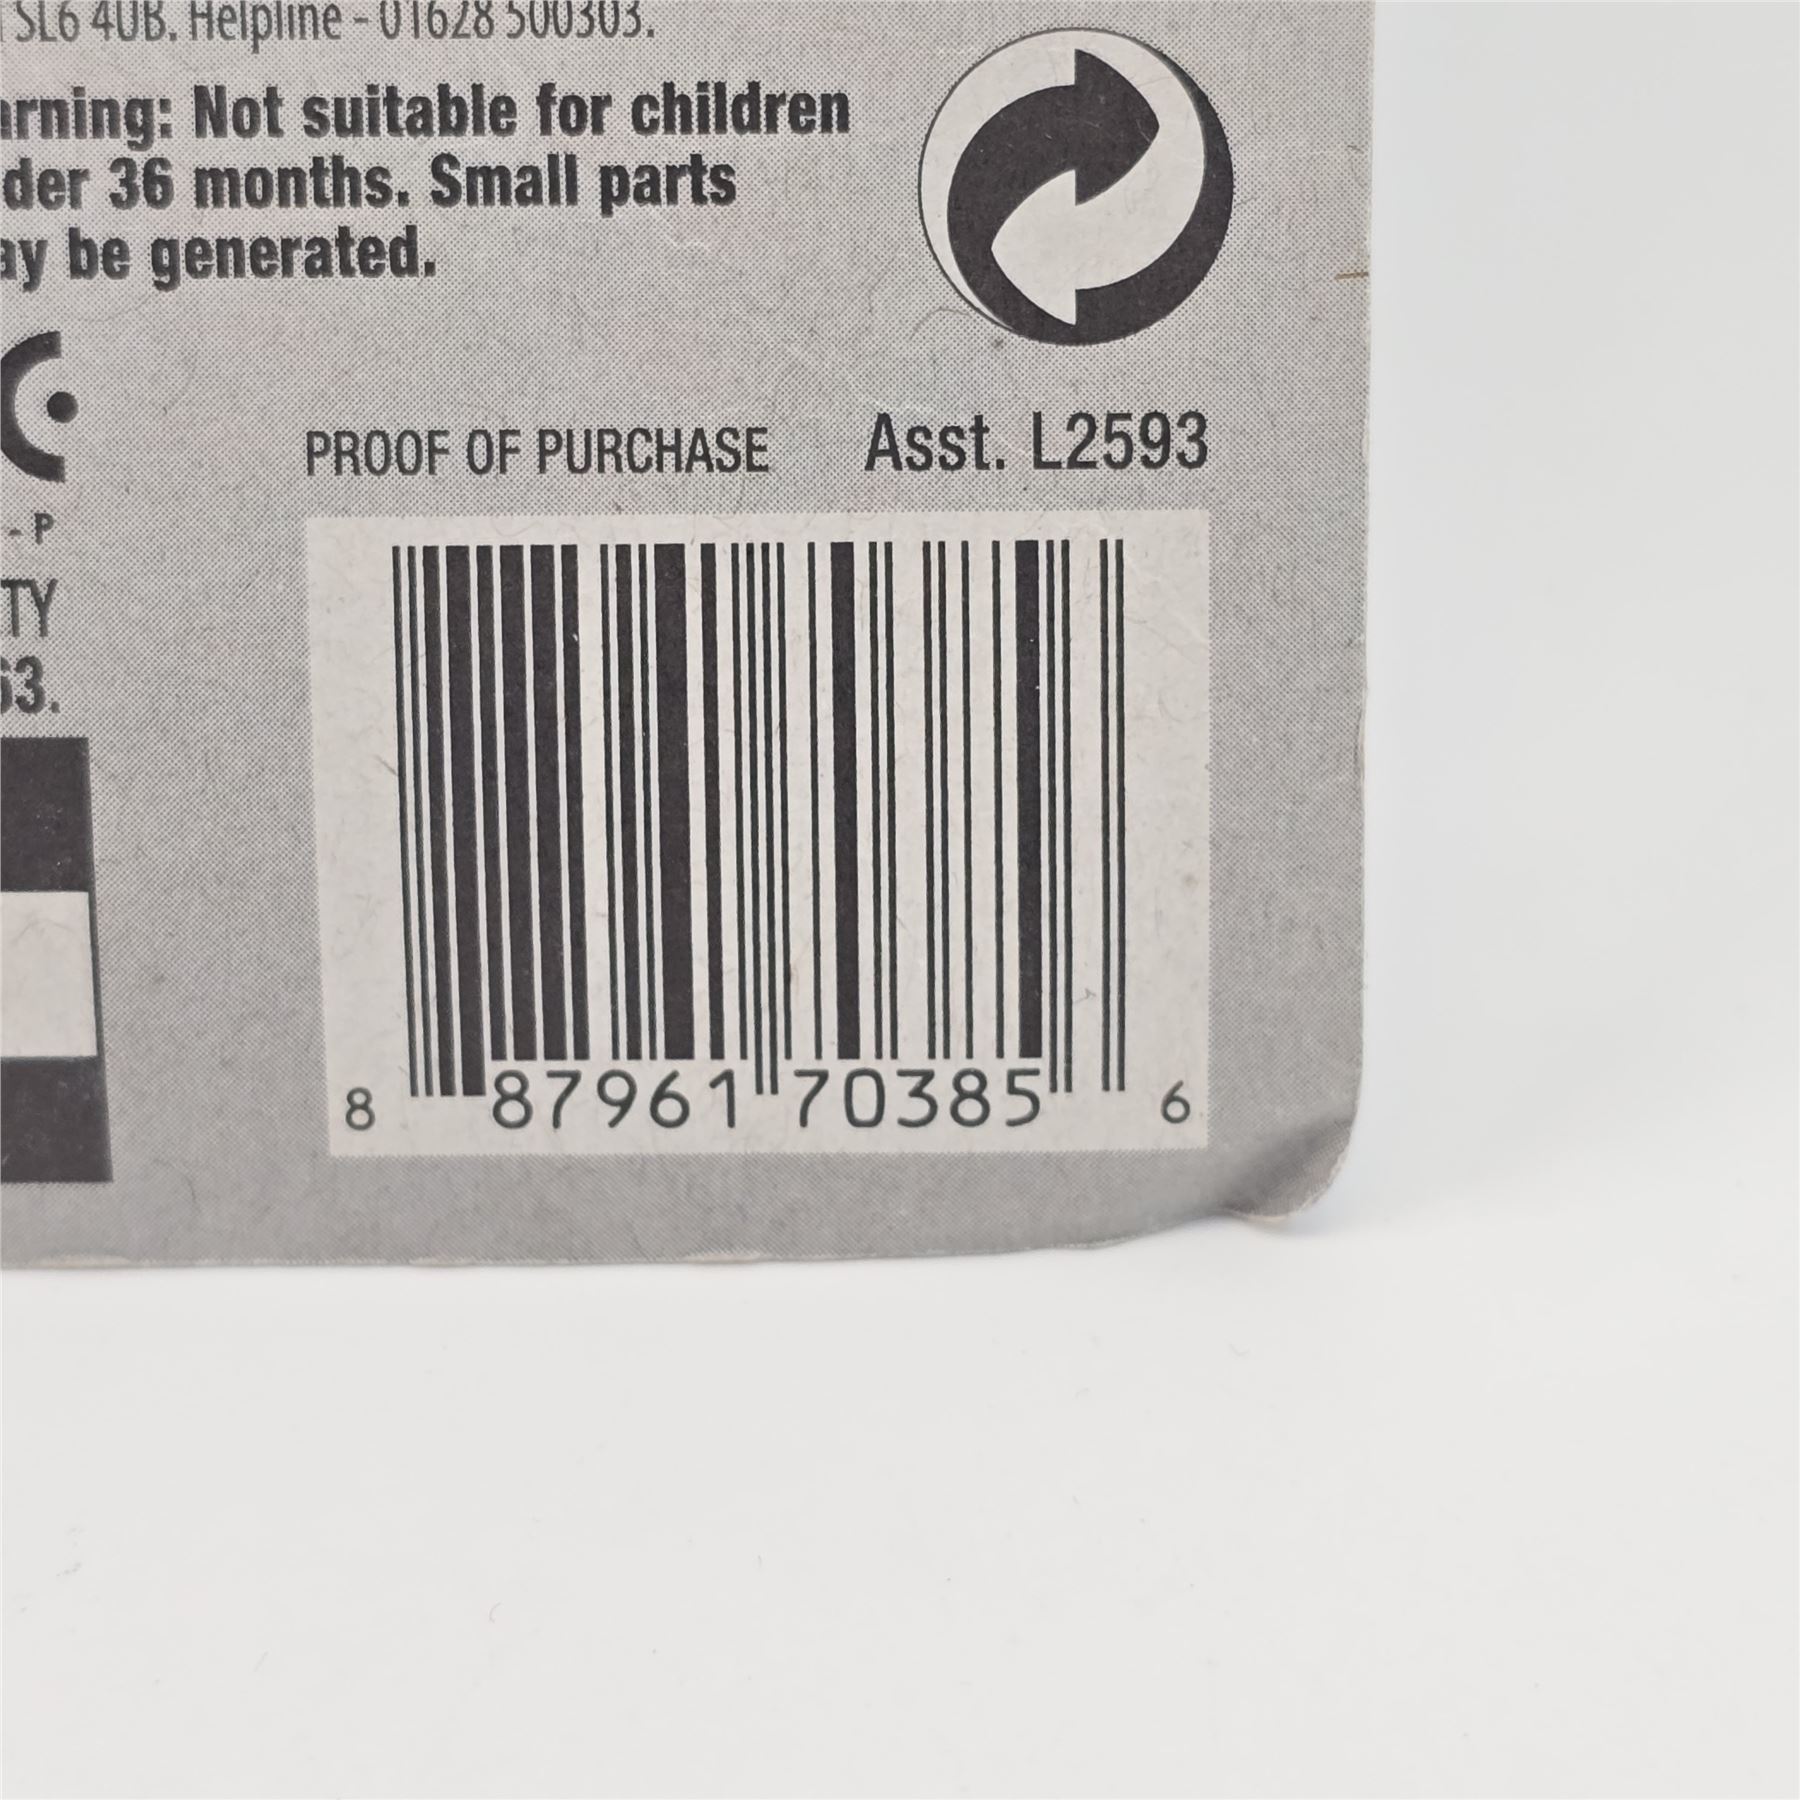 SL6 4UB. Helpline - 01628 500303.
arning: Not suitable for children
der 36 months. Small parts
ay be generated.
- P
PROOF OF PURCHASE Asst. L2593
TY
63.
8 87961 70385 6